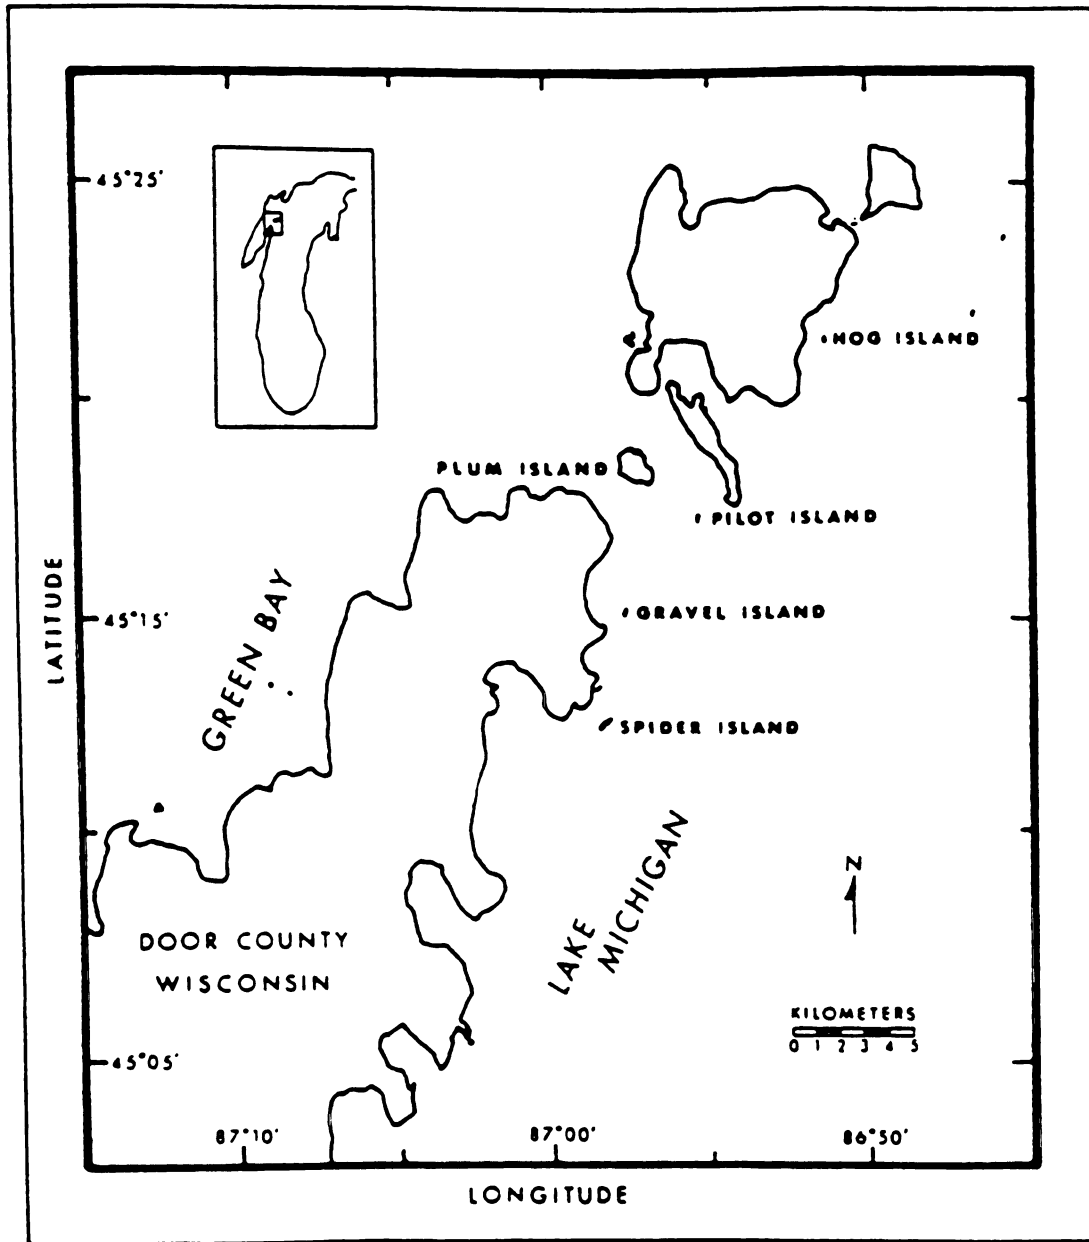 45°25'
HOG ISLAND
PLUM ISLAND
PILOT ISLAND
GREEN BAY
LATITUDE
45°15'
GRAVEL ISLAND
SPIDER ISLAND
LAKE
MICHIGAN
N
DOOR COUNTY
WISCONSIN
KILOMETERS
0 1 2 3 4 5
45°05'
87°10' 87°00' 86°50'
LONGITUDE